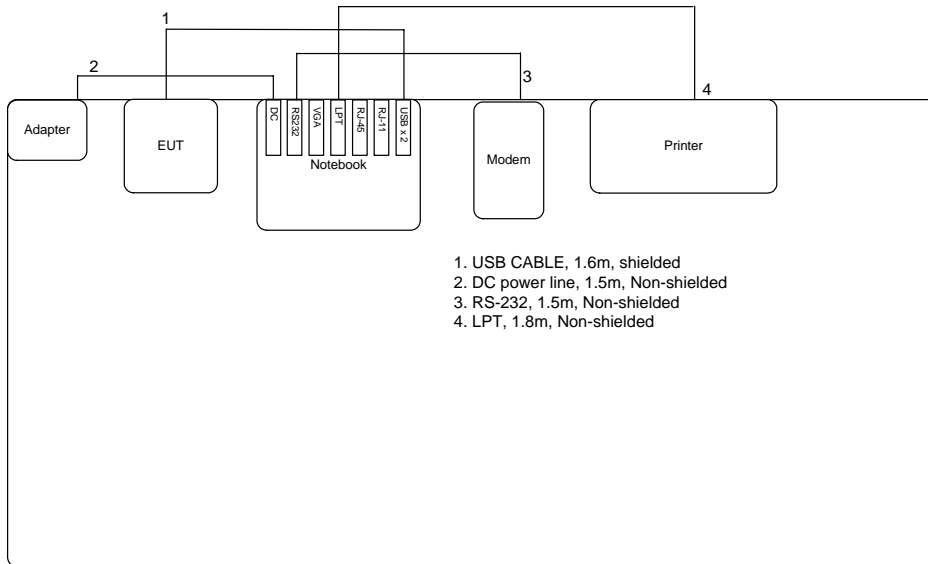 1
2
3
4
Adapter
EUT
DC
RS232
VGA
LPT
RJ-45
RJ-11
USB x 2
Notebook
Modem
Printer
1. USB CABLE, 1.6m, shielded
2. DC power line, 1.5m, Non-shielded
3. RS-232, 1.5m, Non-shielded
4. LPT, 1.8m, Non-shielded